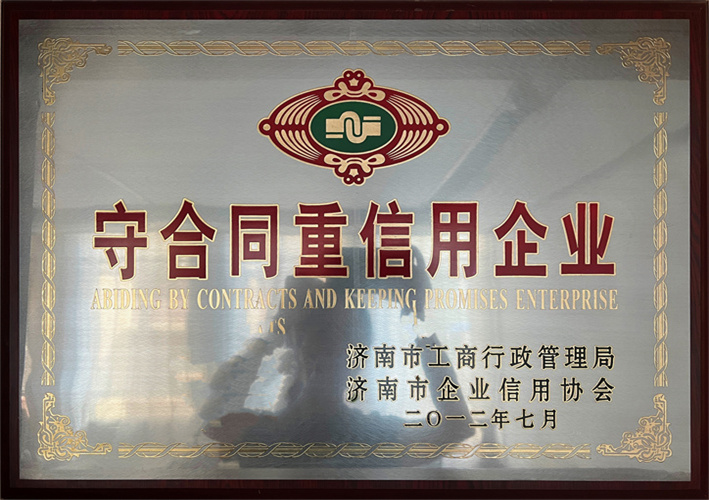 守合同重信用企业
ABIDING BY CONTRACTS AND KEEPING PROMISES ENTERPRISE
济南市工商行政管理局
济南市企业信用协会
二〇一二年七月